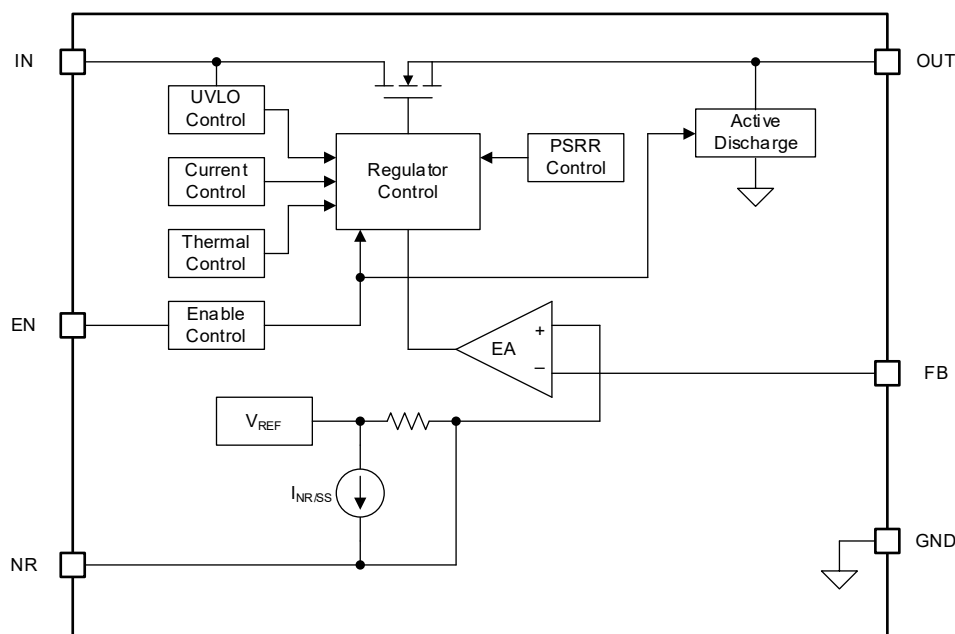 IN
OUT
UVLO
Control
Active
Discharge
Current
Control
Regulator
Control
PSRR
Control
Thermal
Control
EN
Enable
Control
+
EA
−
FB
VREF
INR/SS
NR
GND